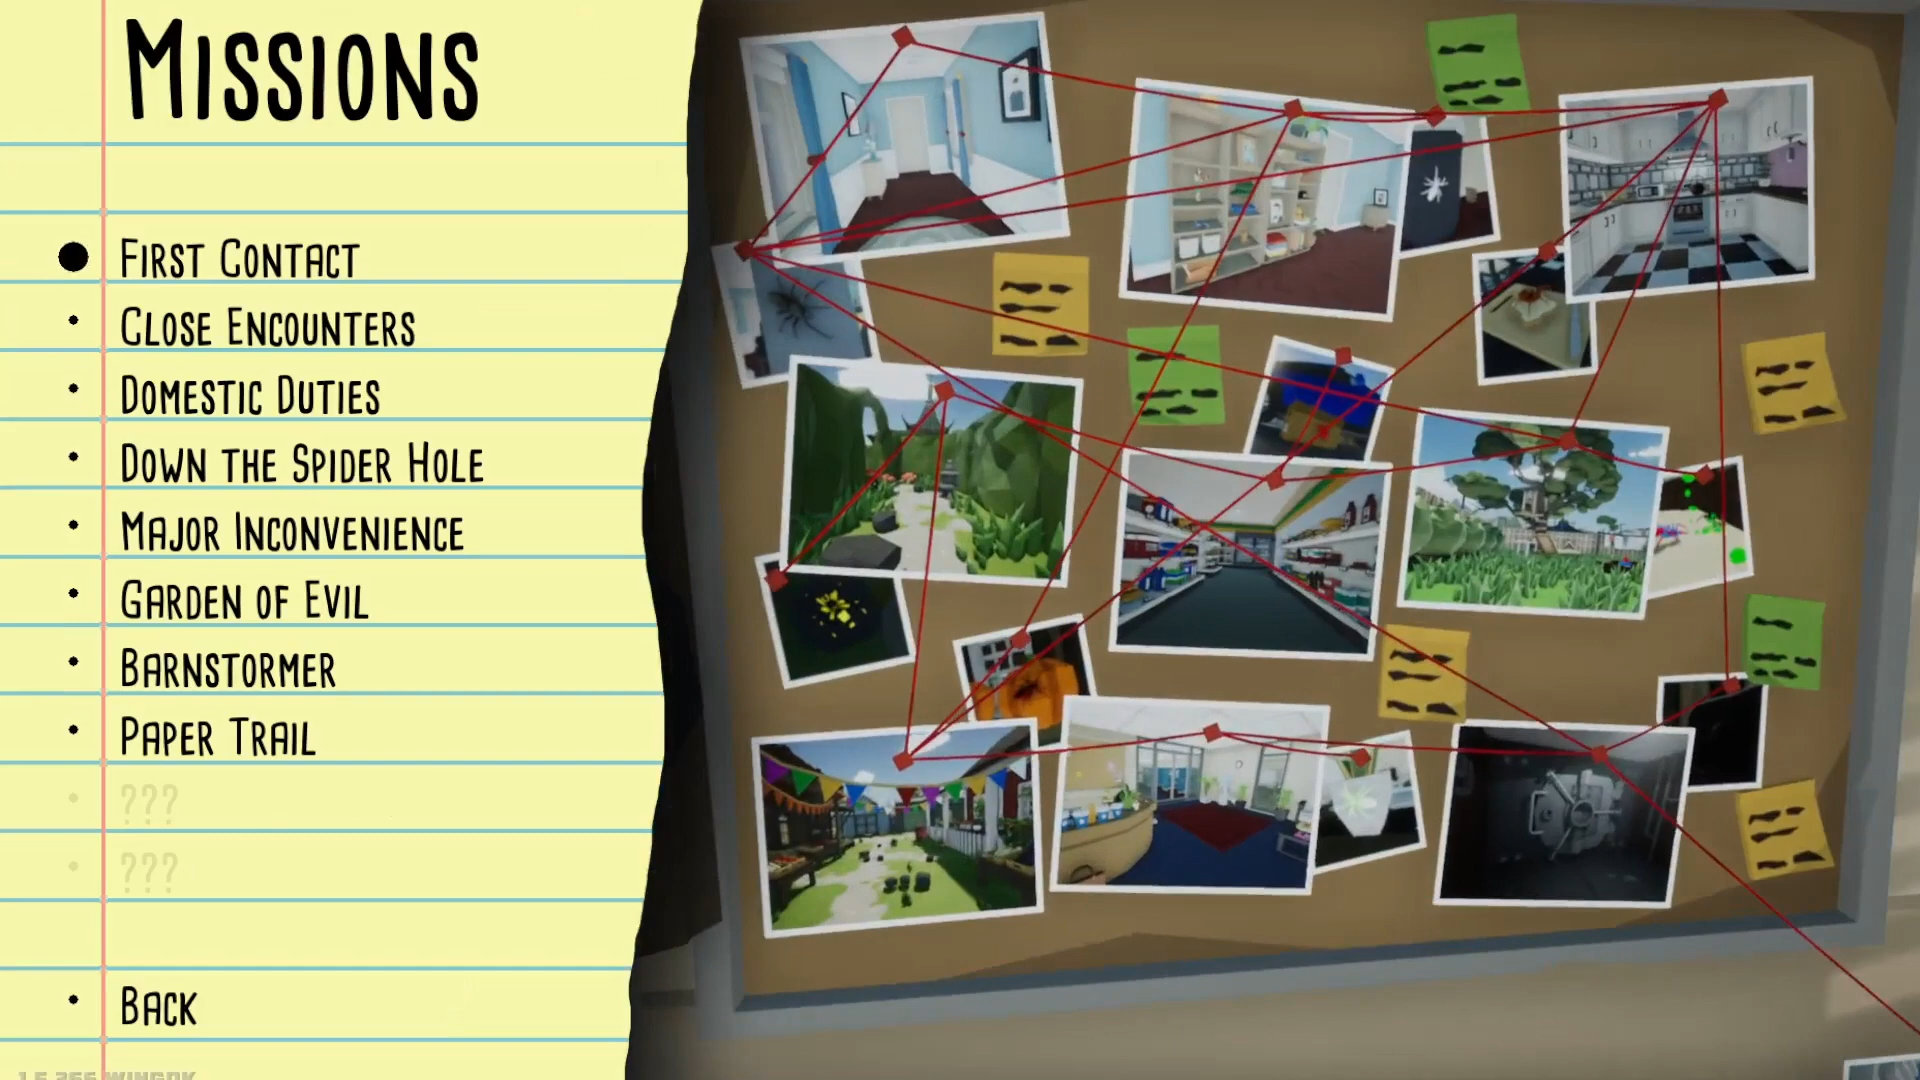 Missions
First Contact
Close Encounters
Domestic Duties
Down the Spider Hole
Major Inconvenience
Garden of Evil
Barnstormer
Paper Trail
???
???
Back